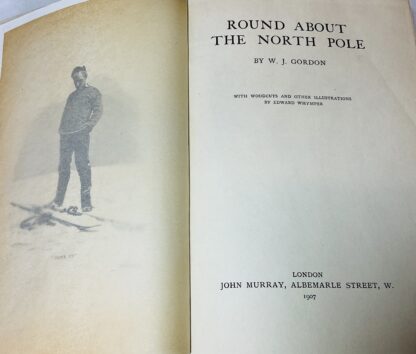 ROUND ABOUT
THE NORTH POLE
BY W. J. GORDON
WITH WOODCUTS AND OTHER ILLUSTRATIONS
BY EDWARD WHYMPER
LONDON
JOHN MURRAY, ALBEMARLE STREET, W.
1907